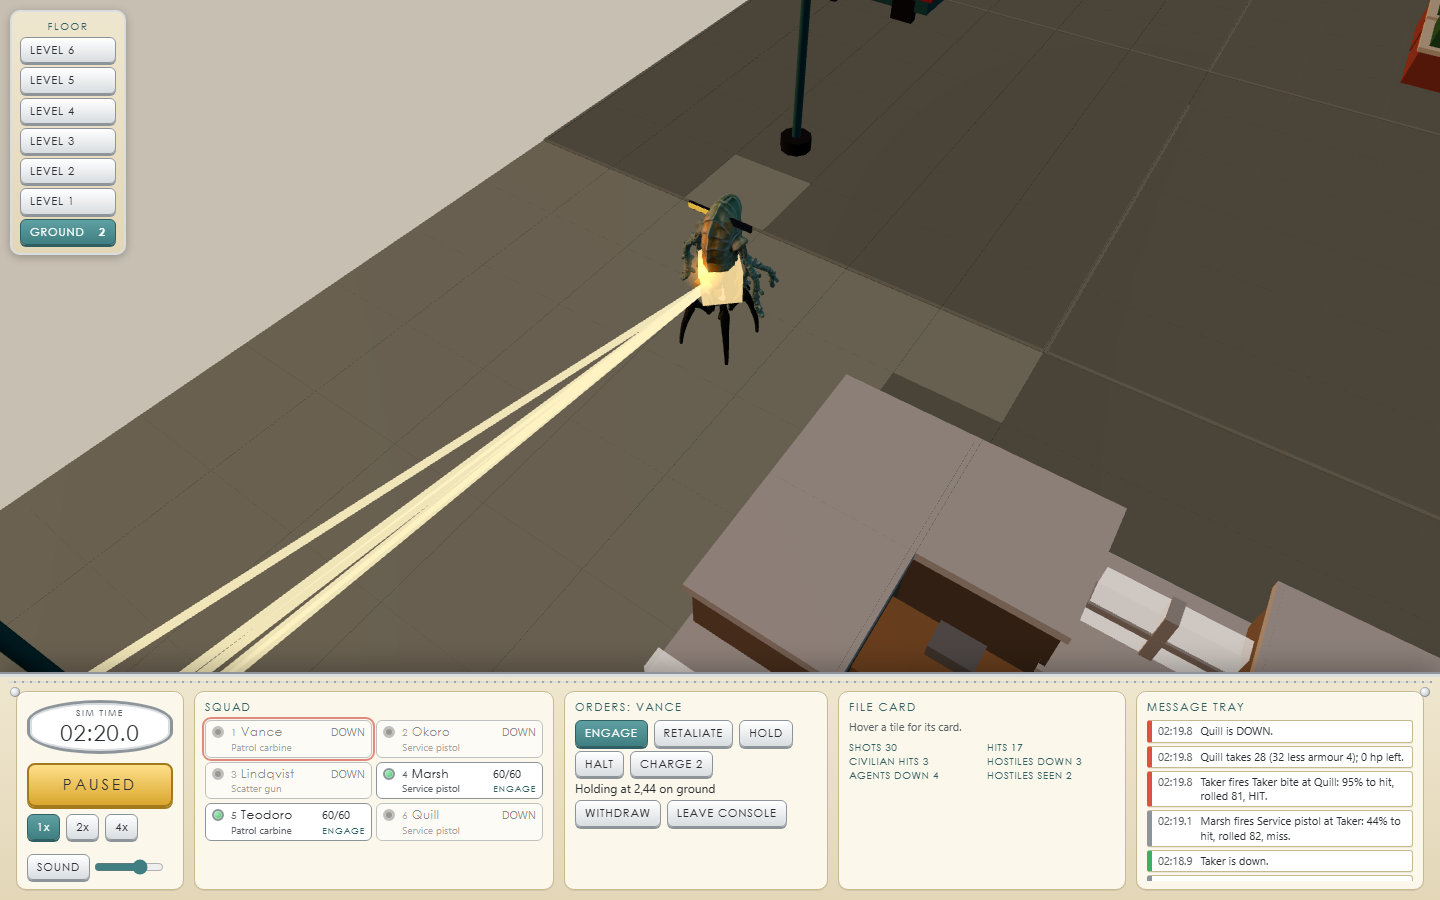 FLOOR
LEVEL 6
LEVEL 5
LEVEL 4
LEVEL 3
LEVEL 2
LEVEL 1
GROUND 2
SIM TIME
02:20.0
PAUSED
1x 2x 4x
SOUND
SQUAD
1 Vance DOWN
Patrol carbine
2 Okoro DOWN
Service pistol
3 Lindqvist DOWN
Scatter gun
4 Marsh 60/60
Service pistol ENGAGE
5 Teodoro 60/60
Patrol carbine ENGAGE
6 Quill DOWN
Service pistol
ORDERS: VANCE
ENGAGE RETALIATE HOLD
HALT CHARGE 2
Holding at 2,44 on ground
WITHDRAW LEAVE CONSOLE
FILE CARD
Hover a tile for its card.
SHOTS 30 HITS 17
CIVILIAN HITS 3 HOSTILES DOWN 3
AGENTS DOWN 4 HOSTILES SEEN 2
MESSAGE TRAY
02:19.8 Quill is DOWN.
02:19.8 Quill takes 28 (32 less armour 4); 0 hp left.
02:19.8 Taker fires Taker bite at Quill: 95% to hit,
rolled 81, HIT.
02:19.1 Marsh fires Service pistol at Taker: 44% to
hit, rolled 82, miss.
02:18.9 Taker is down.